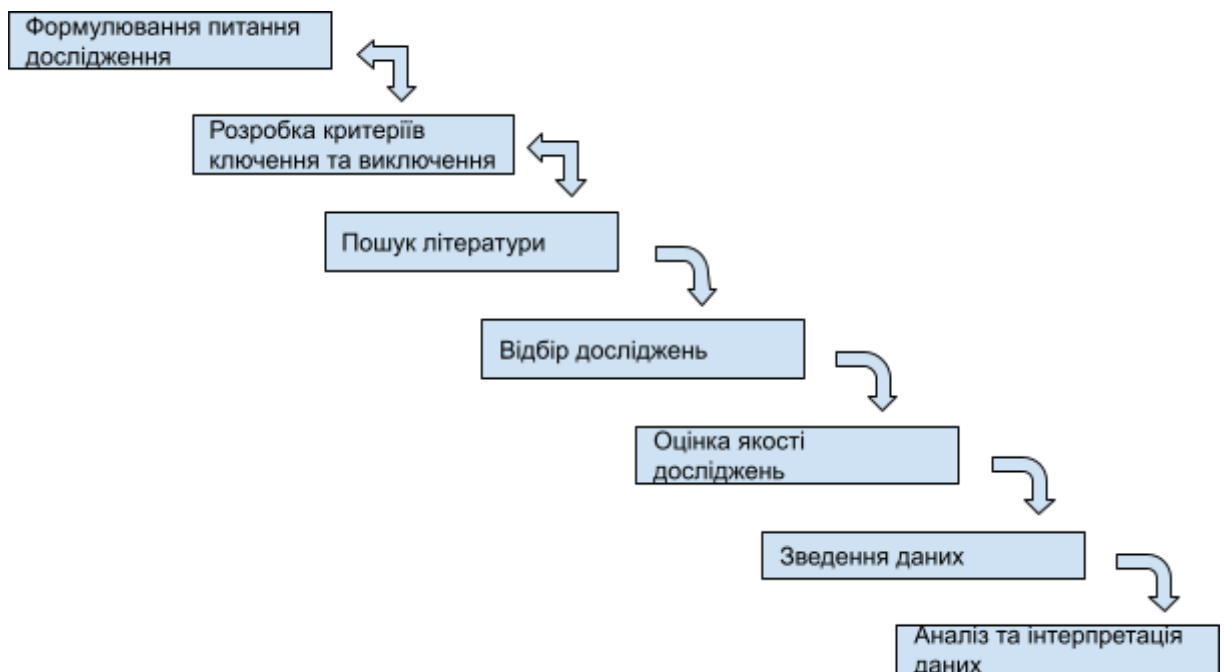 Формулювання питання
дослідження
Розробка критеріїв
ключення та виключення
Пошук літератури
Відбір досліджень
Оцінка якості
досліджень
Зведення даних
Аналіз та інтерпретація
даних